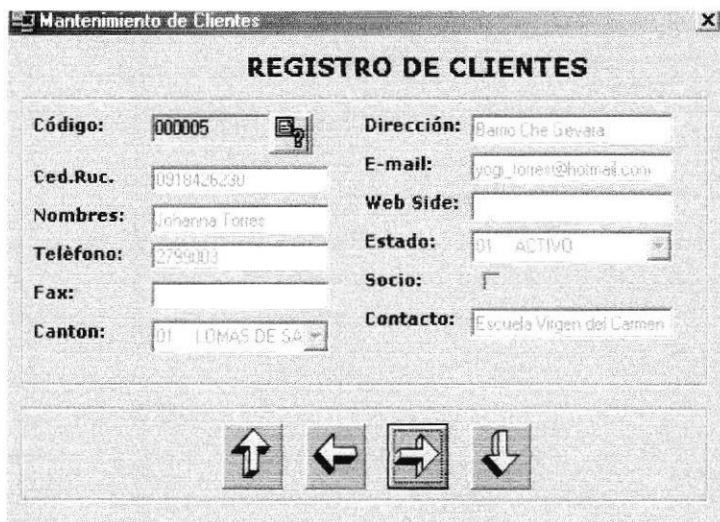 Mantenimiento de Clientes
REGISTRO DE CLIENTES
Código: 000005
Ced.Ruc. 0918426230
Nombres: Johanna Torres
Telèfono: 2799003
Fax:
Canton: 01 LOMAS DE SA
Dirección: Barrio Che Gevara
E-mail: yogi_torres@hotmail.com
Web Side:
Estado: 01 ACTIVO
Socio:
Contacto: Escuela Virgen del Carmen